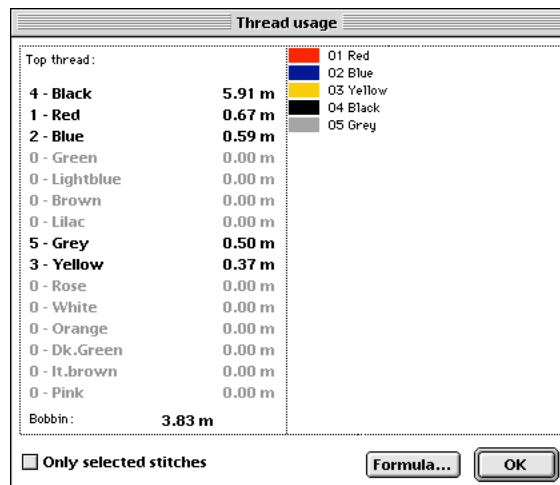 Thread usage
Top thread:
4 - Black 5.91 m
1 - Red 0.67 m
2 - Blue 0.59 m
0 - Green 0.00 m
0 - Lightblue 0.00 m
0 - Brown 0.00 m
0 - Lilac 0.00 m
5 - Grey 0.50 m
3 - Yellow 0.37 m
0 - Rose 0.00 m
0 - White 0.00 m
0 - Orange 0.00 m
0 - Dk.Green 0.00 m
0 - lt.brown 0.00 m
0 - Pink 0.00 m
Bobbin: 3.83 m
01 Red
02 Blue
03 Yellow
04 Black
05 Grey
Only selected stitches
Formula...
OK